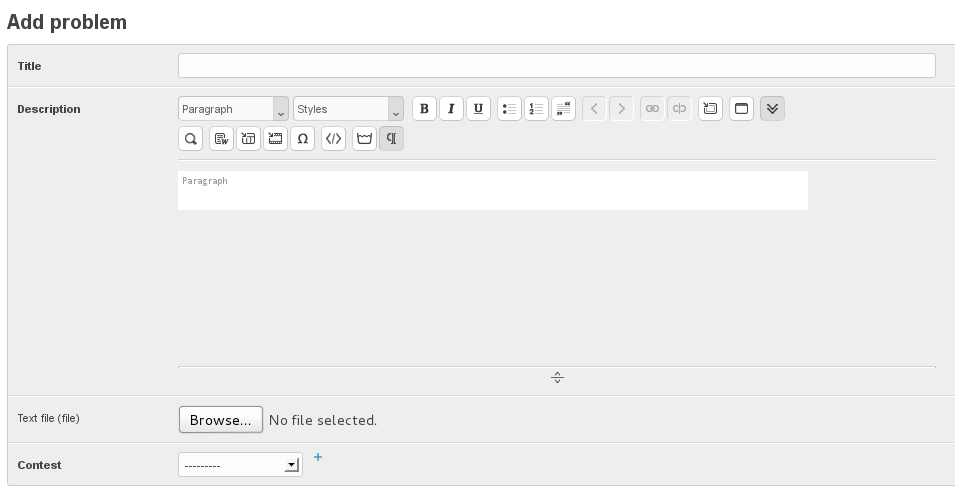 Add problem
Title
Description
Paragraph
Styles
B I U
Ω
Paragraph
Text file (file)
Browse...
No file selected.
Contest
---------
+